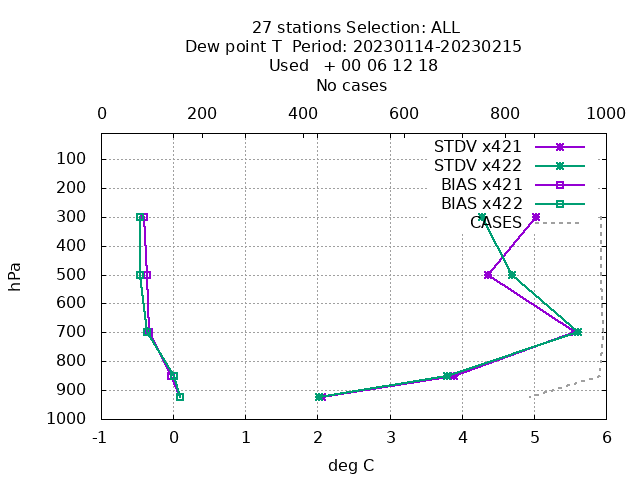 27 stations Selection: ALL
Dew point T  Period: 20230114-20230215
Used   + 00 06 12 18
No cases
0 200 400 600 800 1000
STDV x421
STDV x422
BIAS x421
BIAS x422
CASES
100
200
300
400
500
600
700
800
900
1000
hPa
-1 0 1 2 3 4 5 6
deg C